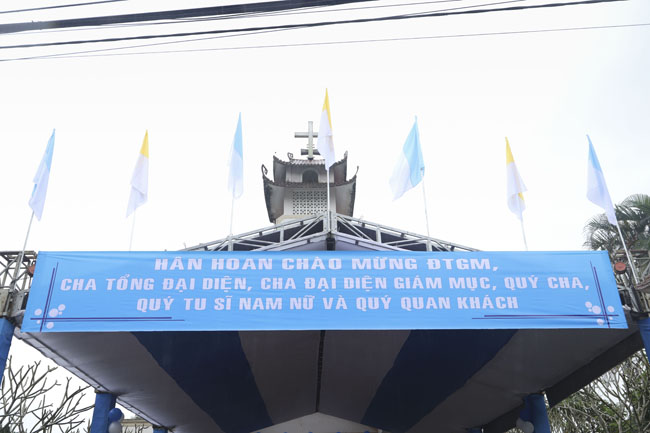 HÂN HOAN CHÀO MỪNG ĐTGM,
CHA TỔNG ĐẠI DIỆN, CHA ĐẠI DIỆN GIÁM MỤC, QUÝ CHA,
QUÝ TU SĨ NAM NỮ VÀ QUÝ QUAN KHÁCH